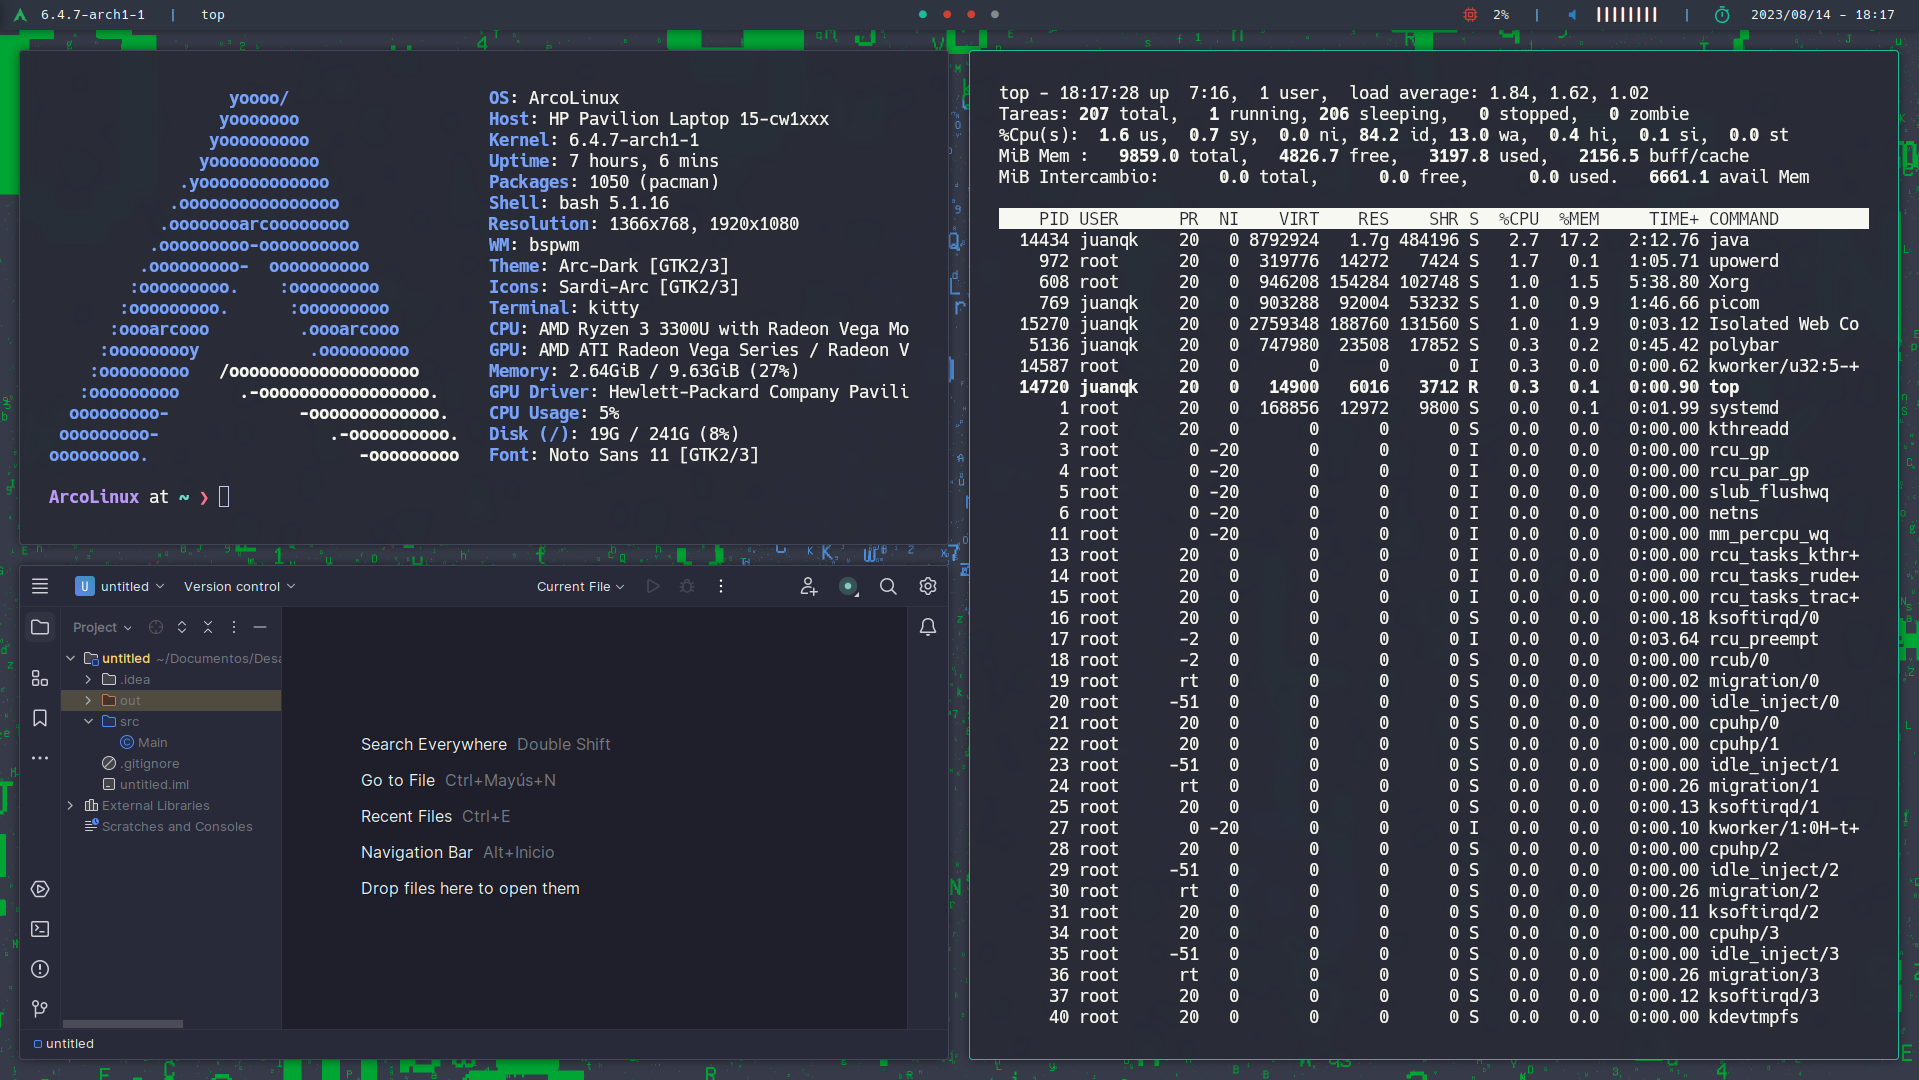 6.4.7-arch1-1 | top
2% | | 2023/08/14 - 18:17
yoooo/
yooooooo
yooooooooo
yooooooooooo
.yooooooooooooo
.ooooooooooooooooo
.oooooooarcoooooooo
.ooooooooo-oooooooooo
.ooooooooo-  oooooooooo
:ooooooooo.    :ooooooooo
:ooooooooo.      :ooooooooo
:oooarcooo         .oooarcooo
:ooooooooy           .ooooooooo
:ooooooooo   /ooooooooooooooooooo
:ooooooooo      .-ooooooooooooooooo.
ooooooooo-             -ooooooooooooo.
ooooooooo-                 .-oooooooooo.
ooooooooo.                     -ooooooooo
OS: ArcoLinux
Host: HP Pavilion Laptop 15-cw1xxx
Kernel: 6.4.7-arch1-1
Uptime: 7 hours, 6 mins
Packages: 1050 (pacman)
Shell: bash 5.1.16
Resolution: 1366x768, 1920x1080
WM: bspwm
Theme: Arc-Dark [GTK2/3]
Icons: Sardi-Arc [GTK2/3]
Terminal: kitty
CPU: AMD Ryzen 3 3300U with Radeon Vega Mo
GPU: AMD ATI Radeon Vega Series / Radeon V
Memory: 2.64GiB / 9.63GiB (27%)
GPU Driver: Hewlett-Packard Company Pavili
CPU Usage: 5%
Disk (/): 19G / 241G (8%)
Font: Noto Sans 11 [GTK2/3]
ArcoLinux at ~ ❯
U untitled Version control Current File
Project
untitled ~/Documentos/Desa
.idea
out
src
Main
.gitignore
untitled.iml
External Libraries
Scratches and Consoles
Search Everywhere Double Shift
Go to File Ctrl+Mayús+N
Recent Files Ctrl+E
Navigation Bar Alt+Inicio
Drop files here to open them
untitled
top - 18:17:28 up  7:16,  1 user,  load average: 1.84, 1.62, 1.02
Tareas: 207 total,   1 running, 206 sleeping,   0 stopped,   0 zombie
%Cpu(s):  1.6 us,  0.7 sy,  0.0 ni, 84.2 id, 13.0 wa,  0.4 hi,  0.1 si,  0.0 st
MiB Mem :   9859.0 total,   4826.7 free,   3197.8 used,   2156.5 buff/cache
MiB Intercambio:      0.0 total,      0.0 free,      0.0 used.   6661.1 avail Mem
PID USER PR NI VIRT RES SHR S %CPU %MEM TIME+ COMMAND
14434 juanqk 20 0 8792924 1.7g 484196 S 2.7 17.2 2:12.76 java
972 root 20 0 319776 14272 7424 S 1.7 0.1 1:05.71 upowerd
608 root 20 0 946208 154284 102748 S 1.0 1.5 5:38.80 Xorg
769 juanqk 20 0 903288 92004 53232 S 1.0 0.9 1:46.66 picom
15270 juanqk 20 0 2759348 188760 131560 S 1.0 1.9 0:03.12 Isolated Web Co
5136 juanqk 20 0 747980 23508 17852 S 0.3 0.2 0:45.42 polybar
14587 root 20 0 0 0 0 I 0.3 0.0 0:00.62 kworker/u32:5-+
14720 juanqk 20 0 14900 6016 3712 R 0.3 0.1 0:00.90 top
1 root 20 0 168856 12972 9800 S 0.0 0.1 0:01.99 systemd
2 root 20 0 0 0 0 S 0.0 0.0 0:00.00 kthreadd
3 root 0 -20 0 0 0 I 0.0 0.0 0:00.00 rcu_gp
4 root 0 -20 0 0 0 I 0.0 0.0 0:00.00 rcu_par_gp
5 root 0 -20 0 0 0 I 0.0 0.0 0:00.00 slub_flushwq
6 root 0 -20 0 0 0 I 0.0 0.0 0:00.00 netns
11 root 0 -20 0 0 0 I 0.0 0.0 0:00.00 mm_percpu_wq
13 root 20 0 0 0 0 I 0.0 0.0 0:00.00 rcu_tasks_kthr+
14 root 20 0 0 0 0 I 0.0 0.0 0:00.00 rcu_tasks_rude+
15 root 20 0 0 0 0 I 0.0 0.0 0:00.00 rcu_tasks_trac+
16 root 20 0 0 0 0 S 0.0 0.0 0:00.18 ksoftirqd/0
17 root -2 0 0 0 0 I 0.0 0.0 0:03.64 rcu_preempt
18 root -2 0 0 0 0 S 0.0 0.0 0:00.00 rcub/0
19 root rt 0 0 0 0 S 0.0 0.0 0:00.02 migration/0
20 root -51 0 0 0 0 S 0.0 0.0 0:00.00 idle_inject/0
21 root 20 0 0 0 0 S 0.0 0.0 0:00.00 cpuhp/0
22 root 20 0 0 0 0 S 0.0 0.0 0:00.00 cpuhp/1
23 root -51 0 0 0 0 S 0.0 0.0 0:00.00 idle_inject/1
24 root rt 0 0 0 0 S 0.0 0.0 0:00.26 migration/1
25 root 20 0 0 0 0 S 0.0 0.0 0:00.13 ksoftirqd/1
27 root 0 -20 0 0 0 I 0.0 0.0 0:00.10 kworker/1:0H-t+
28 root 20 0 0 0 0 S 0.0 0.0 0:00.00 cpuhp/2
29 root -51 0 0 0 0 S 0.0 0.0 0:00.00 idle_inject/2
30 root rt 0 0 0 0 S 0.0 0.0 0:00.26 migration/2
31 root 20 0 0 0 0 S 0.0 0.0 0:00.11 ksoftirqd/2
34 root 20 0 0 0 0 S 0.0 0.0 0:00.00 cpuhp/3
35 root -51 0 0 0 0 S 0.0 0.0 0:00.00 idle_inject/3
36 root rt 0 0 0 0 S 0.0 0.0 0:00.26 migration/3
37 root 20 0 0 0 0 S 0.0 0.0 0:00.12 ksoftirqd/3
40 root 20 0 0 0 0 S 0.0 0.0 0:00.00 kdevtmpfs